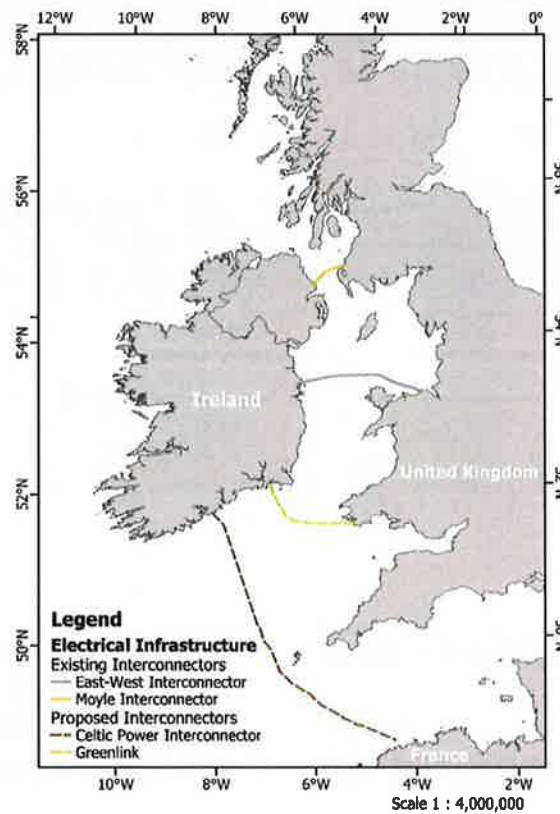 12°W 10°W 8°W 6°W 4°W 2°W 0°
58°N
56°N
54°N
Ireland
United Kingdom
52°N
50°N
Legend
Electrical Infrastructure
Existing Interconnectors
East-West Interconnector
Moyle Interconnector
Proposed Interconnectors
Celtic Power Interconnector
Greenlink
France
10°W 8°W 6°W 4°W 2°W
Scale 1 : 4,000,000